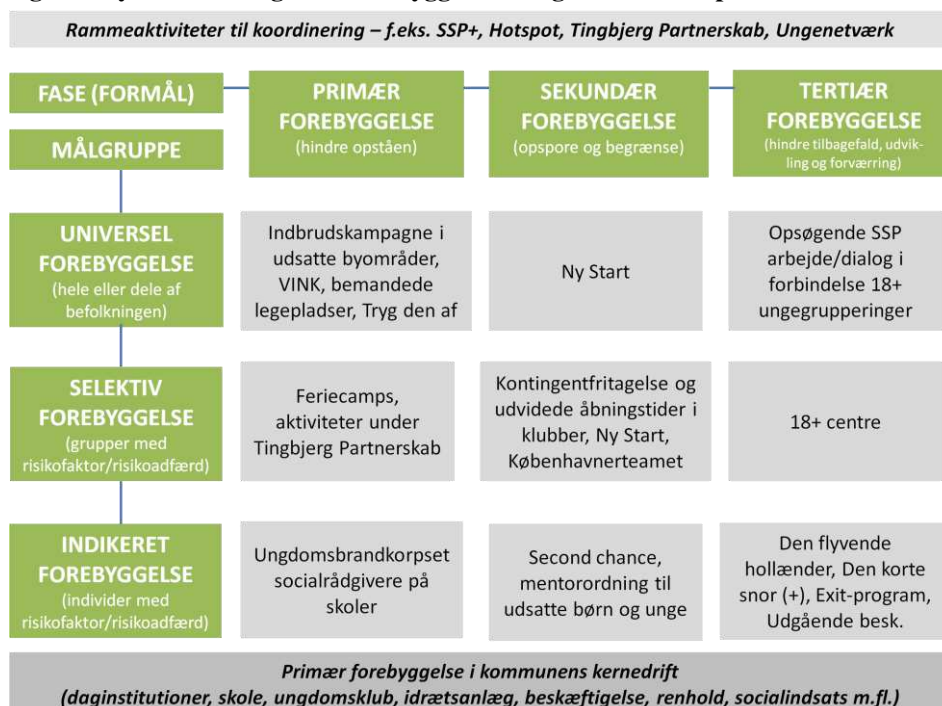 Rammeaktiviteter til koordinering – f.eks. SSP+, Hotspot, Tingbjerg Partnerskab, Ungenetværk
FASE (FORMÅL)
MÅLGRUPPE
PRIMÆR
FOREBYGGELSE
(hindre opståen)
SEKUNDÆR
FOREBYGGELSE
(opspore og begrænse)
TERTIÆR
FOREBYGGELSE
(hindre tilbagefald, udvik-
ling og forværring)
UNIVERSEL
FOREBYGGELSE
(hele eller dele af
befolkningen)
Indbrudskampagne i
udsatte byområder,
VINK, bemandede
legepladser, Tryg den af
Ny Start
Opsøgende SSP
arbejde/dialog i
forbindelse 18+
ungegrupperinger
SELEKTIV
FOREBYGGELSE
(grupper med
risikofaktor/risikoadfærd)
Feriecamps,
aktiviteter under
Tingbjerg Partnerskab
Kontingentfritagelse og
udvidede åbningstider i
klubber, Ny Start,
Københavnerteamet
18+ centre
INDIKERET
FOREBYGGELSE
(individer med
risikofaktor/risikoadfærd)
Ungdomsbrandkorpset
socialrådgivere på
skoler
Second chance,
mentorordning til
udsatte børn og unge
Den flyvende
hollænder, Den korte
snor (+), Exit-program,
Udgående besk.
Primær forebyggelse i kommunens kernedrift
(daginstitutioner, skole, ungdomsklub, idrætsanlæg, beskæftigelse, renhold, socialindsats m.fl.)